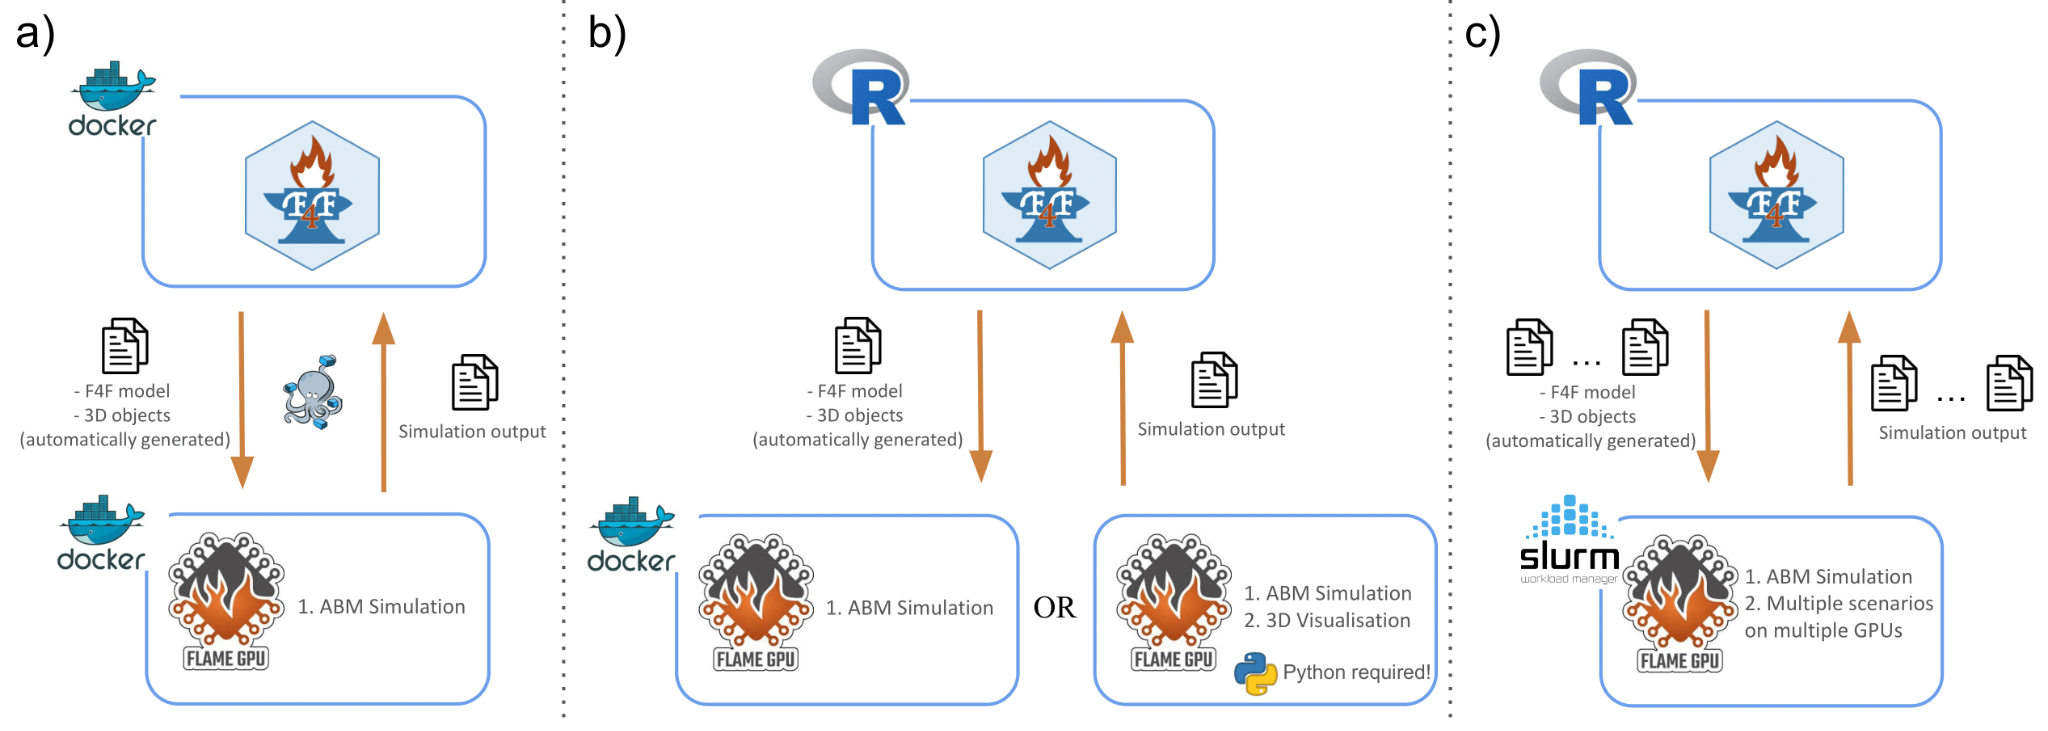 a)
docker
F4F
- F4F model
- 3D objects
(automatically generated)
Simulation output
docker
FLAME GPU
1. ABM Simulation
b)
R
F4F
- F4F model
- 3D objects
(automatically generated)
Simulation output
docker
FLAME GPU
1. ABM Simulation
OR
FLAME GPU
1. ABM Simulation
2. 3D Visualisation
Python required!
c)
R
F4F
...
- F4F model
- 3D objects
(automatically generated)
...
Simulation output
slurm
workload manager
FLAME GPU
1. ABM Simulation
2. Multiple scenarios
on multiple GPUs